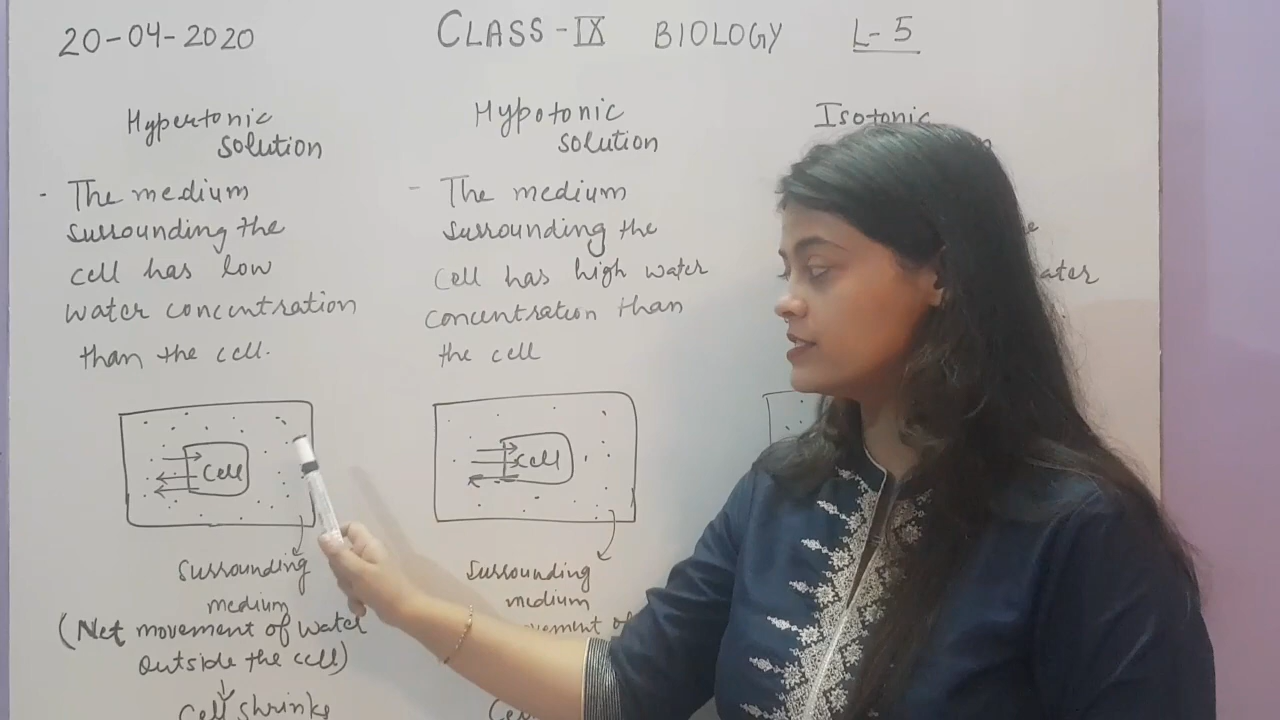 20-04-2020 CLASS-IX BIOLOGY L-5
Hypertonic
solution
- The medium
surrounding the
cell has low
water concentration
than the cell.
Cell
Surrounding
medium
(Net movement of water
outside the cell)
Cell shrinks
Hypotonic
solution
- The medium
surrounding the
cell has high water
concentration than
the cell
Cell
Surrounding
medium
Isotonic